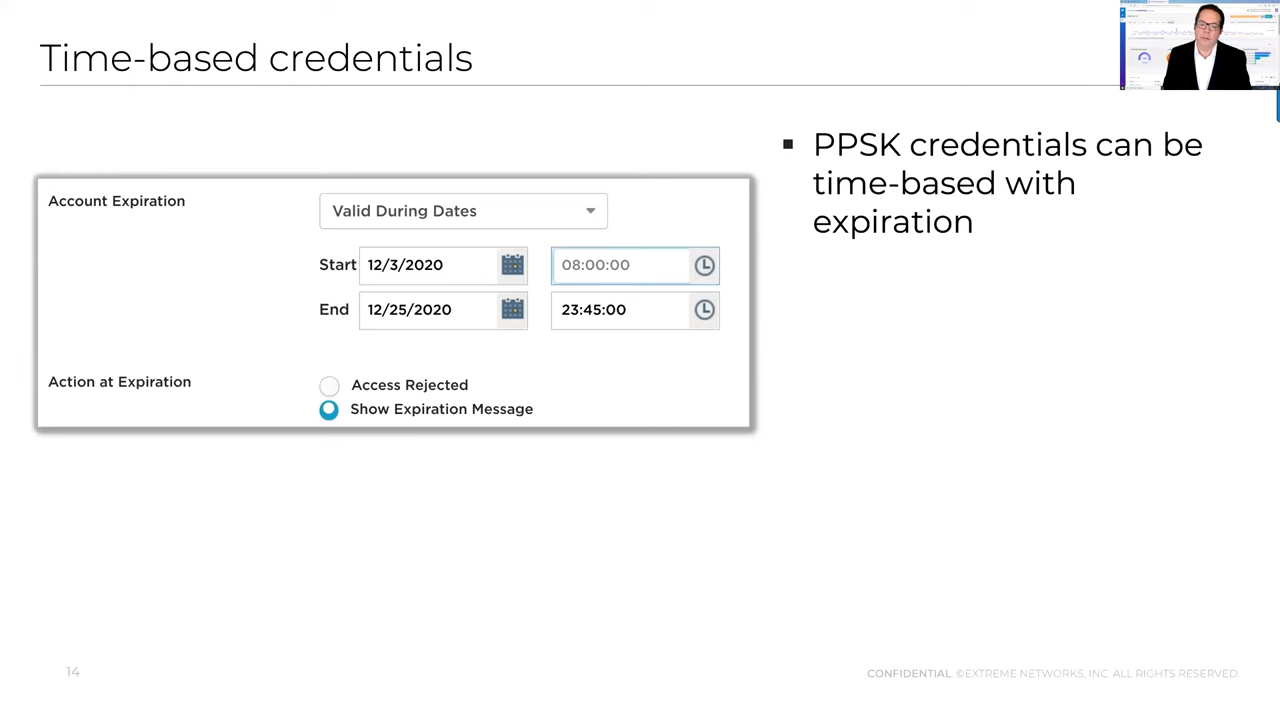 Time-based credentials
Account Expiration
Valid During Dates
Start 12/3/2020 08:00:00
End 12/25/2020 23:45:00
Action at Expiration
Access Rejected
Show Expiration Message
▪ PPSK credentials can be
time-based with
expiration
14
CONFIDENTIAL. ©EXTREME NETWORKS, INC. ALL RIGHTS RESERVED.